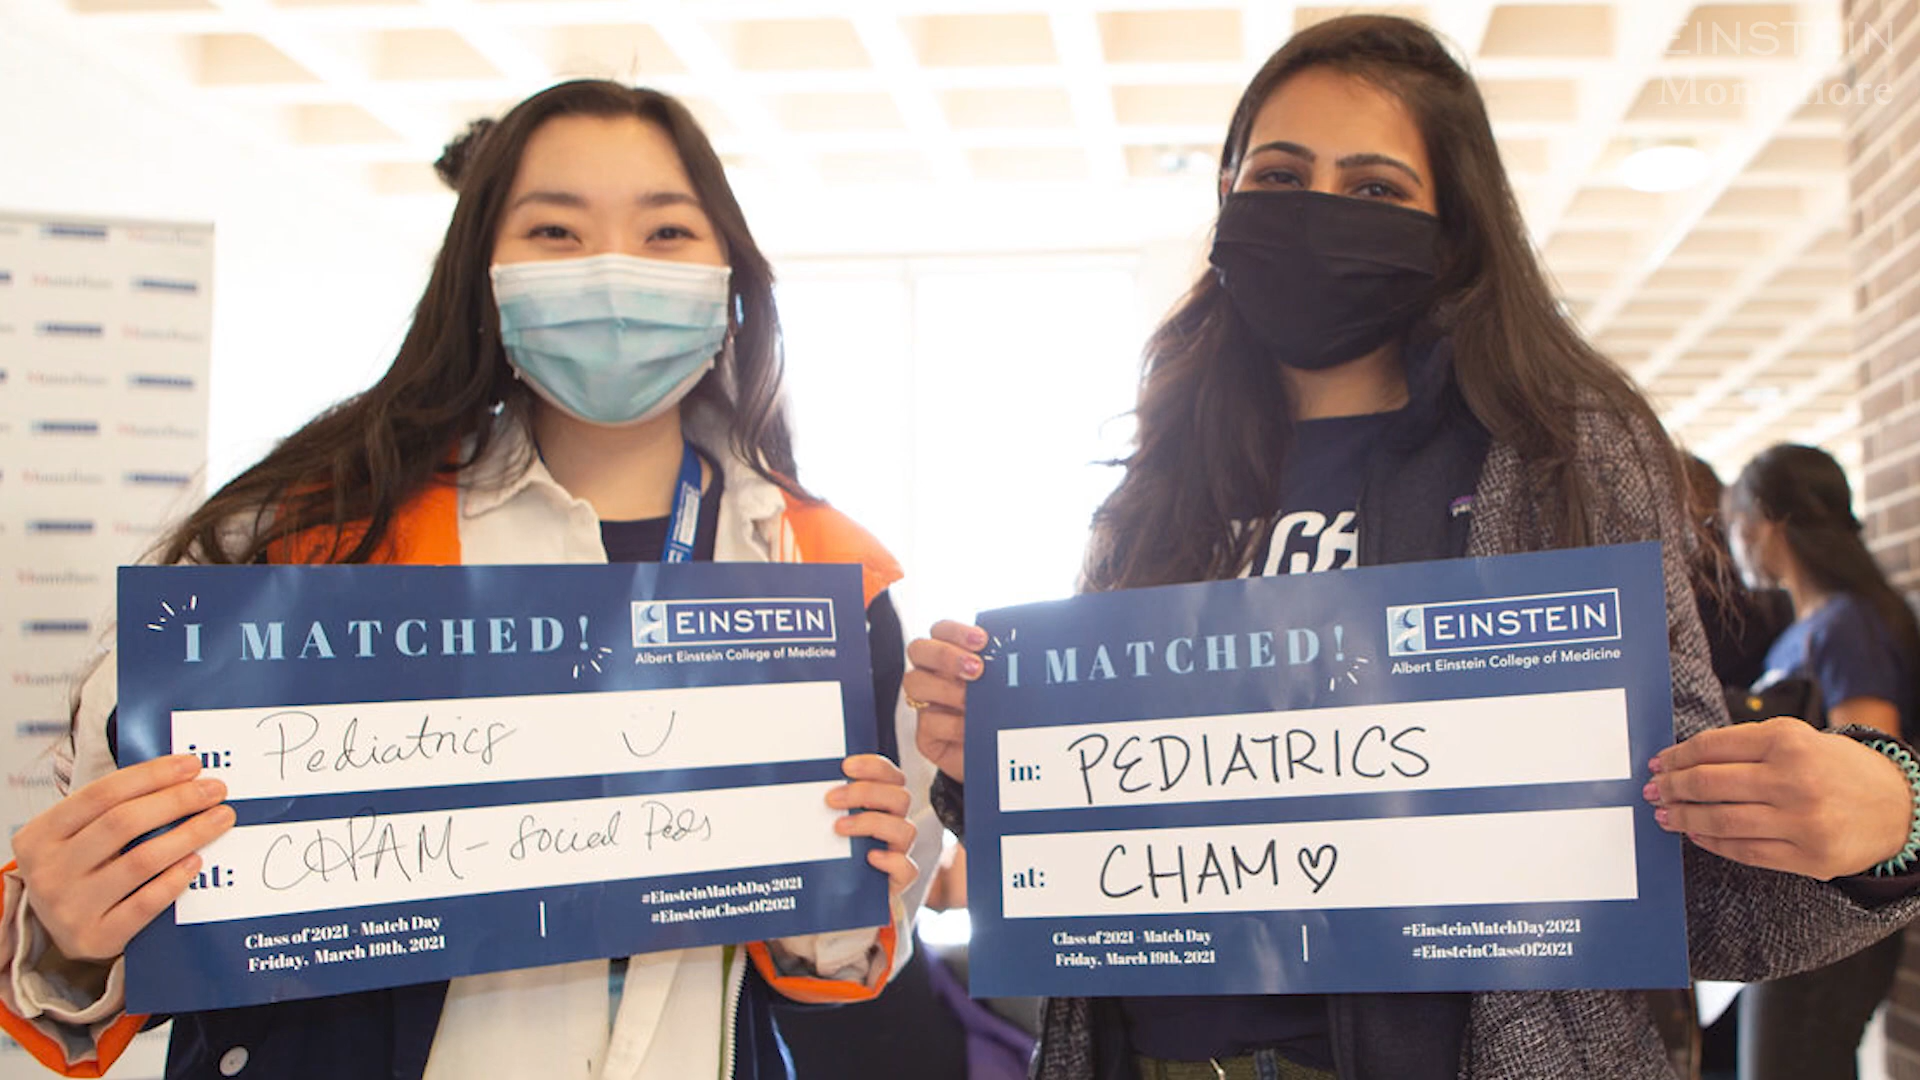 EINSTEIN
Montefiore
I MATCHED!
EINSTEIN
Albert Einstein College of Medicine
in: Pediatrics
at: CHAM - Social Peds
Class of 2021 - Match Day
Friday, March 19th, 2021
#EinsteinMatchDay2021
#EinsteinClassOf2021
I MATCHED!
EINSTEIN
Albert Einstein College of Medicine
in: PEDIATRICS
at: CHAM ♡
Class of 2021 - Match Day
Friday, March 19th, 2021
#EinsteinMatchDay2021
#EinsteinClassOf2021